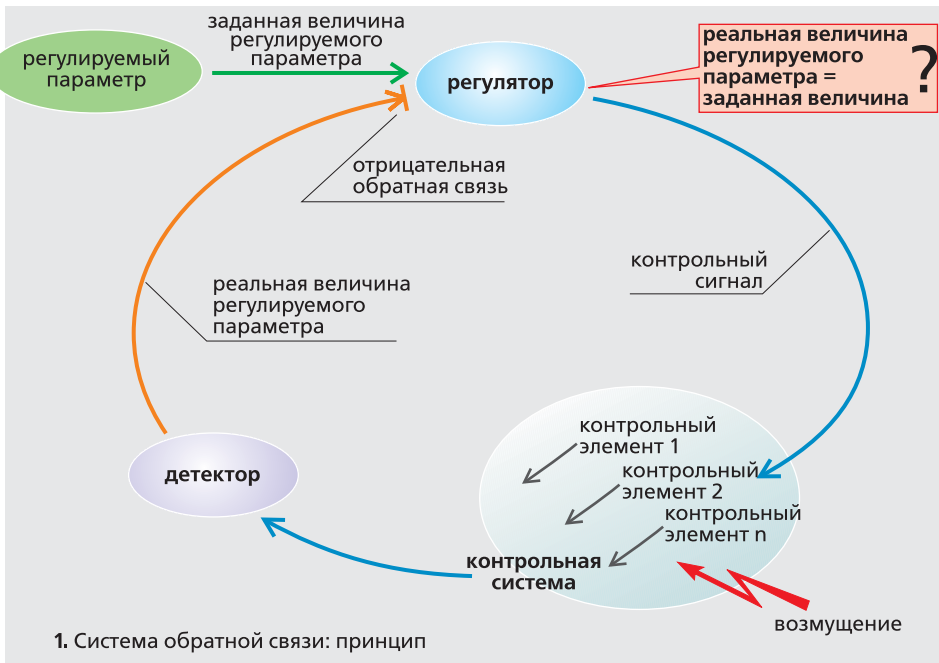 заданная величина
регулируемого
параметра
регулируемый
параметр
регулятор
реальная величина
регулируемого
параметра =
заданная величина
?
отрицательная
обратная связь
контрольный
сигнал
реальная величина
регулируемого
параметра
детектор
контрольный
элемент 1
контрольный
элемент 2
контрольный
элемент n
контрольная
система
возмущение
1. Система обратной связи: принцип